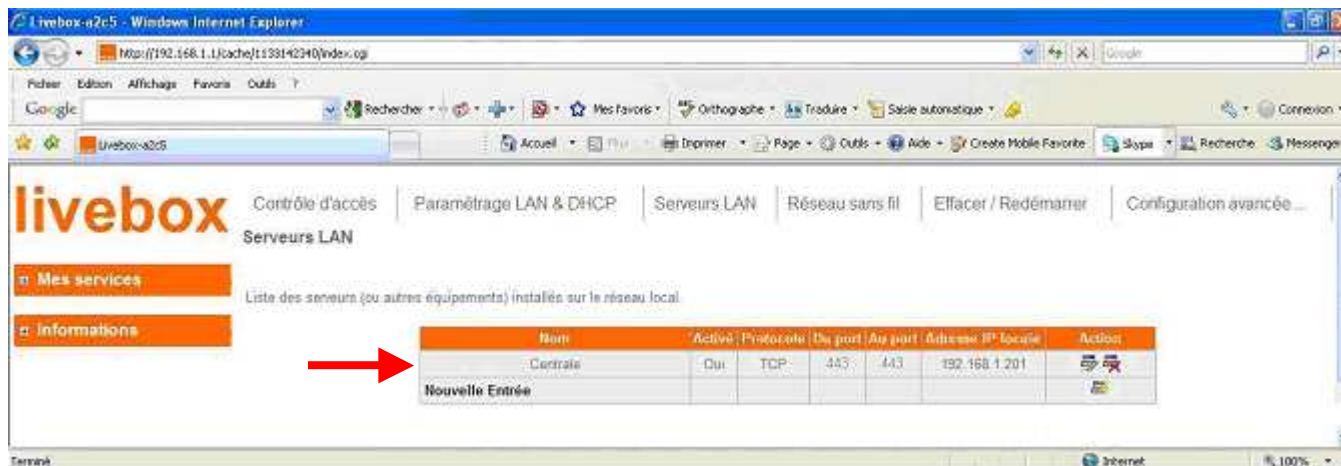 Livebox-a2c5 - Windows Internet Explorer
http://192.168.1.1/cache/1133142340/index.cgi
Google
Fichier Edition Affichage Favoris Outils ?
Google Rechercher Mes favoris Orthographe Traduire Saisie automatique Connexion
Livebox-a2c5 Accueil Imprimer Page Outils Aide Create Mobile Favorite Skype Recherche Messenger
livebox
Contrôle d'accès Paramétrage LAN & DHCP Serveurs LAN Réseau sans fil Effacer / Redémarrer Configuration avancée ...
Serveurs LAN
Mes services
Informations
Liste des serveurs (ou autres équipements) installés sur le réseau local.
Nom Activé Protocole Du port Au port Adresse IP locale Action
Centrale Oui TCP 443 443 192.168.1.201
Nouvelle Entrée
Terminé Internet 100%